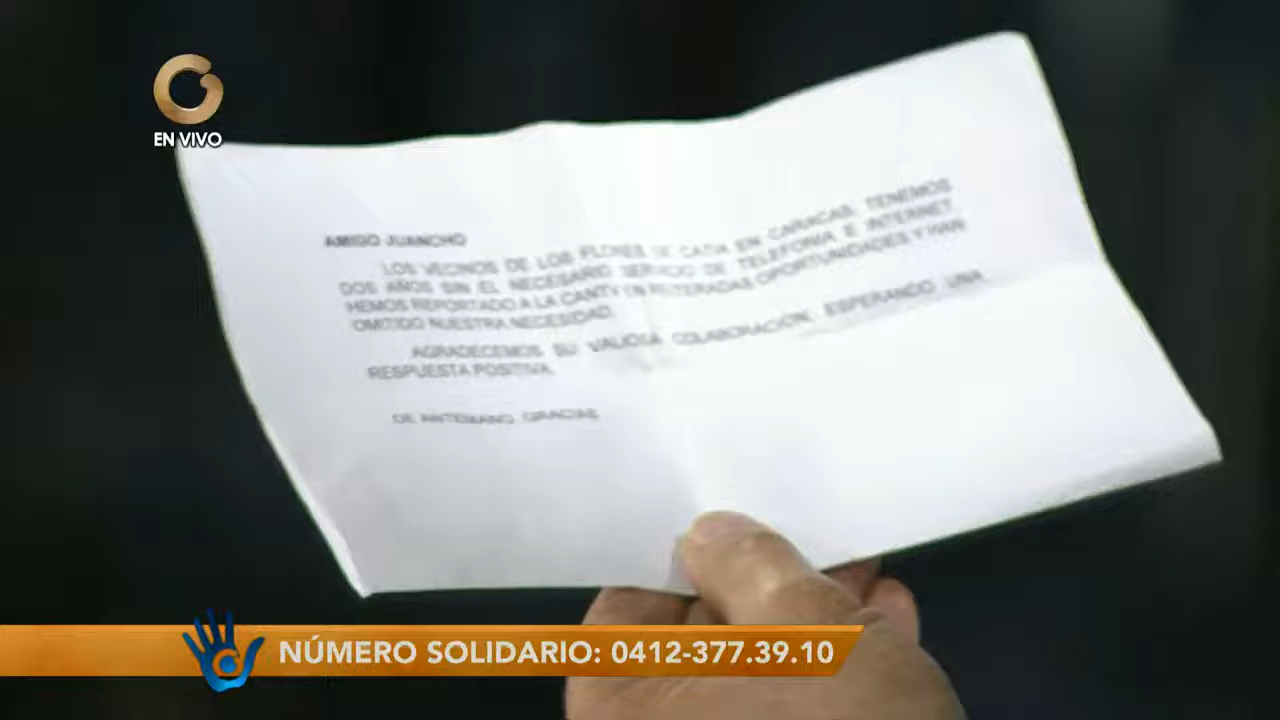 EN VIVO
AMIGO JUANCHO
LOS VECINOS DE LOS FLORES DE CATIA EM CARACAS, TENEMOS
DOS AÑOS SIN EL NECESARIO SERVICIO DE TELEFONIA E INTERNET,
HEMOS REPORTADO A LA CANTV EN REITERADAS OPORTUNIDADES Y HAN
OMITIDO NUESTRA NECESIDAD.
AGRADECEMOS SU VALIOSA COLABORACION, ESPERANDO UNA
RESPUESTA POSITIVA.
DE ANTEMANO, GRACIAS
NÚMERO SOLIDARIO: 0412-377.39.10